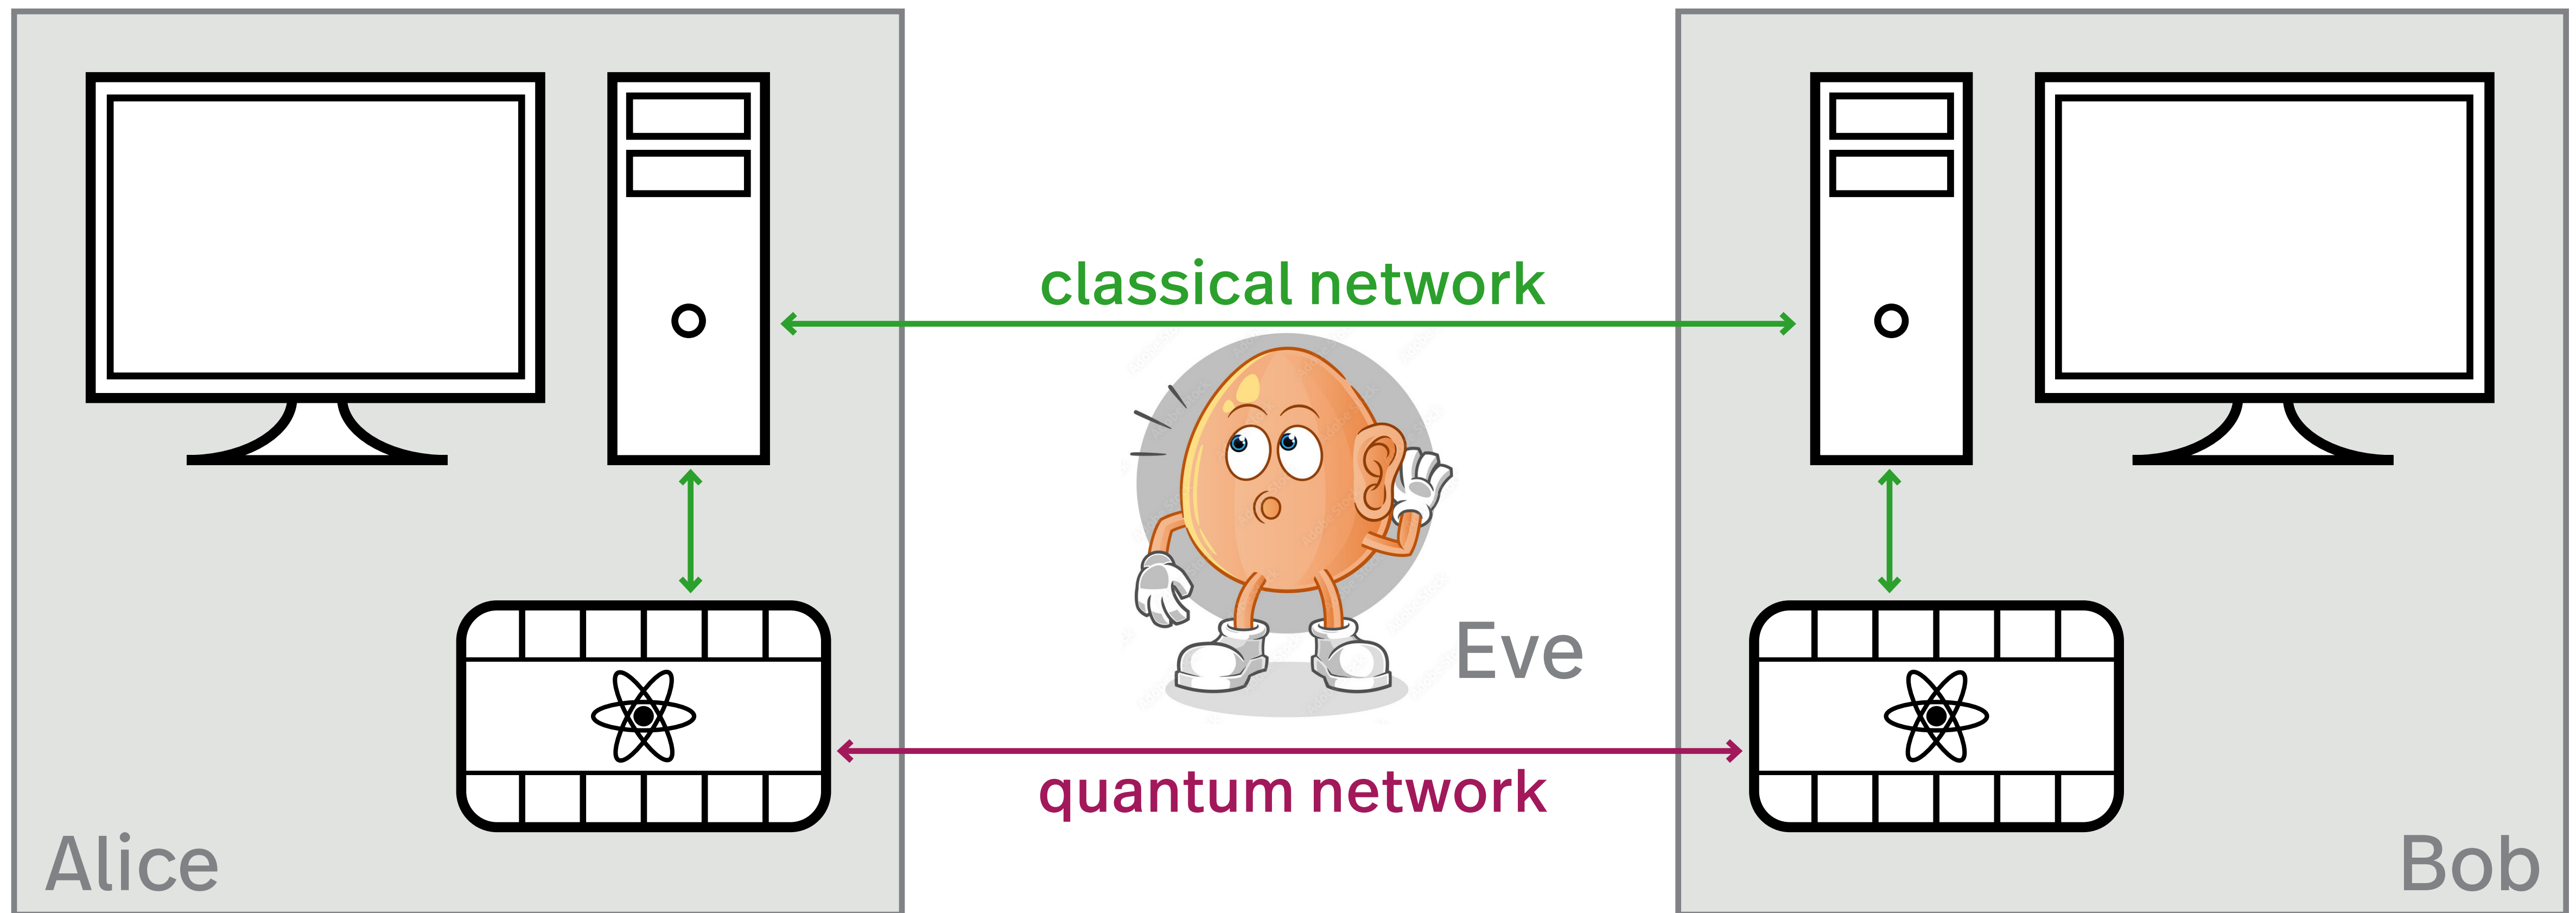 classical network
Eve
quantum network
Alice
Bob